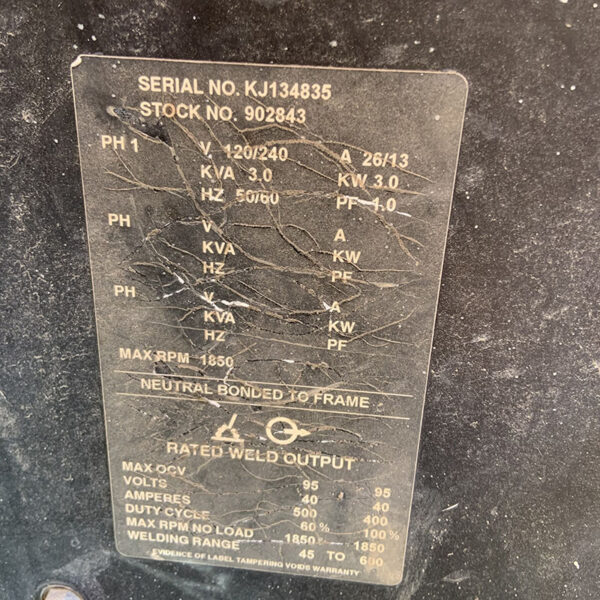 SERIAL NO. KJ134835
STOCK NO. 902843
PH 1 V 120/240 A 26/13
KVA 3.0 KW 3.0
HZ 50/60 PF 1.0
PH V A
KVA KW
HZ PF
PH V A
KVA KW
HZ PF
MAX RPM 1850
NEUTRAL BONDED TO FRAME
RATED WELD OUTPUT
MAX OCV 95 95
VOLTS 40 40
AMPERES 500 400
DUTY CYCLE 60% 100%
MAX RPM NO LOAD 1850 1850
WELDING RANGE 45 TO 600
EVIDENCE OF LABEL TAMPERING VOIDS WARRANTY